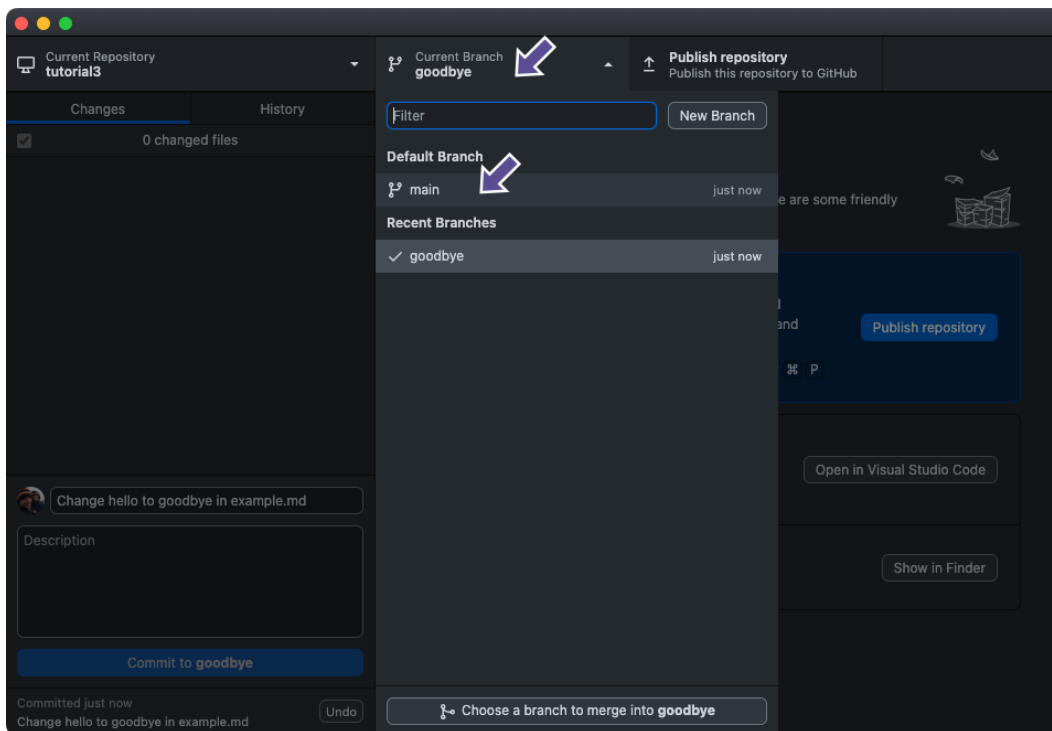 Current Repository
tutorial3
Current Branch
goodbye
Publish repository
Publish this repository to GitHub
Changes
History
0 changed files
Filter
New Branch
Default Branch
main
just now
Recent Branches
goodbye
just now
e are some friendly
and
Publish repository
⌘ P
Open in Visual Studio Code
Show in Finder
Change hello to goodbye in example.md
Description
Commit to goodbye
Committed just now
Change hello to goodbye in example.md
Undo
Choose a branch to merge into goodbye